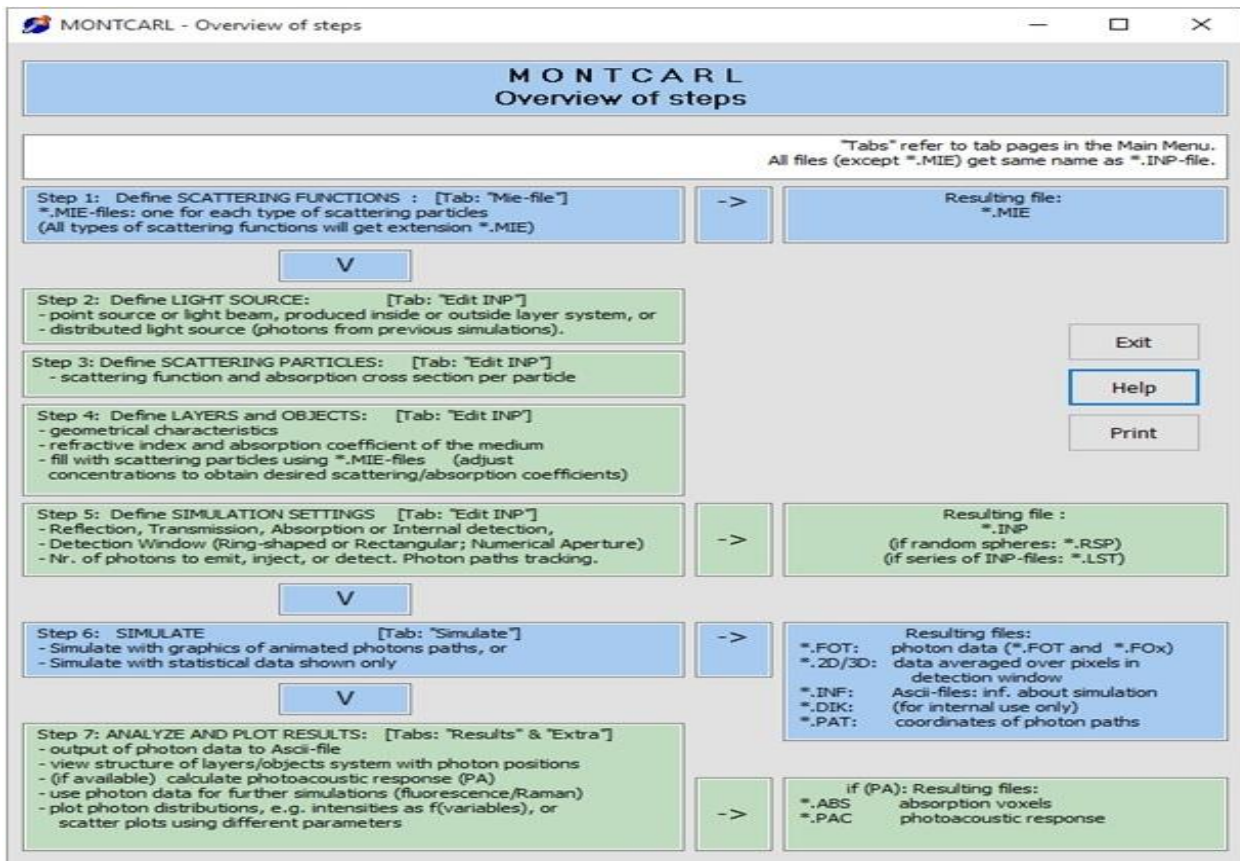 MONTCARL - Overview of steps
M O N T C A R L
Overview of steps
"Tabs" refer to tab pages in the Main Menu.
All files (except *.MIE) get same name as *.INP-file.
Step 1: Define SCATTERING FUNCTIONS : [Tab: "Mie-file"]
*.MIE-files: one for each type of scattering particles
(All types of scattering functions will get extension *.MIE)
->
Resulting file:
*.MIE
V
Step 2: Define LIGHT SOURCE: [Tab: "Edit INP"]
- point source or light beam, produced inside or outside layer system, or
- distributed light source (photons from previous simulations).
Step 3: Define SCATTERING PARTICLES: [Tab: "Edit INP"]
- scattering function and absorption cross section per particle
Step 4: Define LAYERS and OBJECTS: [Tab: "Edit INP"]
- geometrical characteristics
- refractive index and absorption coefficient of the medium
- fill with scattering particles using *.MIE-files (adjust
concentrations to obtain desired scattering/absorption coefficients)
Exit
Help
Print
Step 5: Define SIMULATION SETTINGS [Tab: "Edit INP"]
- Reflection, Transmission, Absorption or Internal detection,
- Detection Window (Ring-shaped or Rectangular; Numerical Aperture)
- Nr. of photons to emit, inject, or detect. Photon paths tracking.
->
Resulting file :
*.INP
(if random spheres: *.RSP)
(if series of INP-files: *.LST)
V
Step 6: SIMULATE [Tab: "Simulate"]
- Simulate with graphics of animated photons paths, or
- Simulate with statistical data shown only
->
Resulting files:
*.FOT: photon data (*.FOT and *.FOx)
*.2D/3D: data averaged over pixels in
detection window
*.INF: Ascii-files: inf. about simulation
*.DIK: (for internal use only)
*.PAT: coordinates of photon paths
V
Step 7: ANALYZE AND PLOT RESULTS: [Tabs: "Results" & "Extra"]
- output of photon data to Ascii-file
- view structure of layers/objects system with photon positions
- (if available) calculate photoacoustic response (PA)
- use photon data for further simulations (fluorescence/Raman)
- plot photon distributions, e.g. intensities as f(variables), or
scatter plots using different parameters
->
if (PA): Resulting files:
*.ABS absorption voxels
*.PAC photoacoustic response